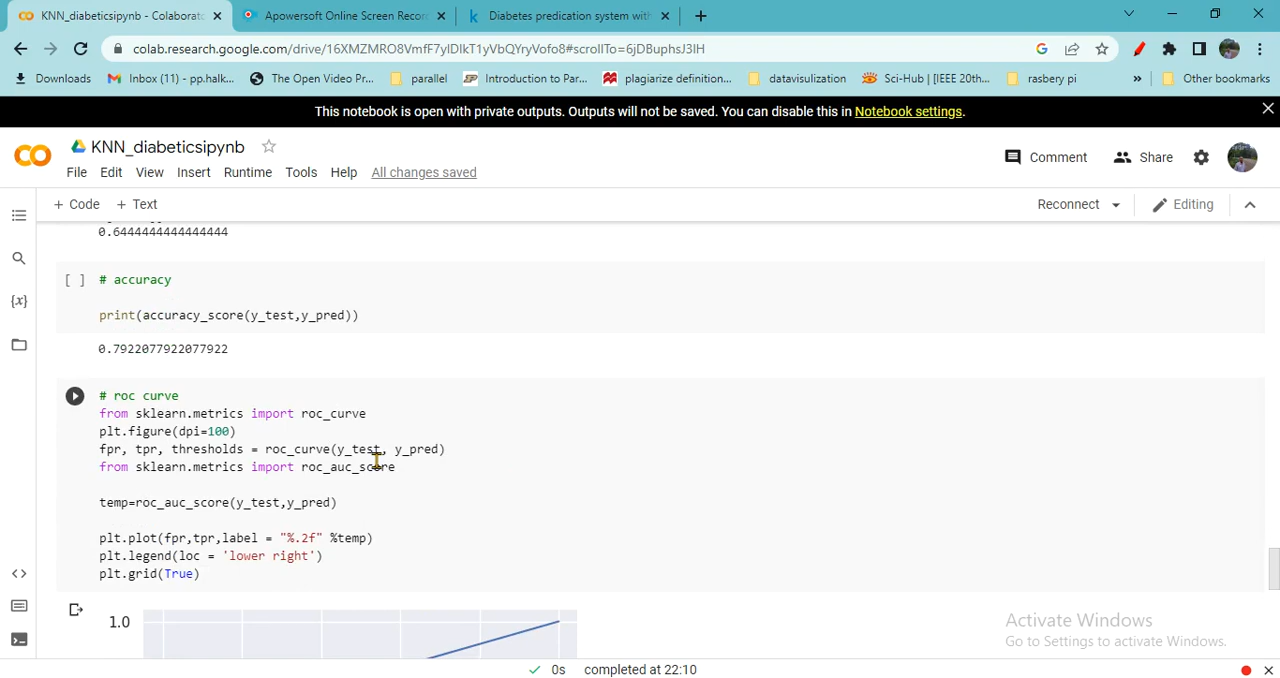 KNN_diabeticsipynb - Colaborato
Apowersoft Online Screen Record
Diabetes predication system with
colab.research.google.com/drive/16XMZMRO8VmfF7yIDIkT1yVbQYryVofo8#scrollTo=6jDBuphsJ3IH
Downloads
Inbox (11) - pp.halk...
The Open Video Pr...
parallel
Introduction to Par...
plagiarize definition...
datavisulization
Sci-Hub | [IEEE 20th...
rasbery pi
»
Other bookmarks
This notebook is open with private outputs. Outputs will not be saved. You can disable this in Notebook settings.
KNN_diabeticsipynb
Comment
Share
File Edit View Insert Runtime Tools Help All changes saved
+ Code + Text
Reconnect
Editing
0.6444444444444444
[ ] # accuracy
print(accuracy_score(y_test,y_pred))
0.7922077922077922
# roc curve
from sklearn.metrics import roc_curve
plt.figure(dpi=100)
fpr, tpr, thresholds = roc_curve(y_test, y_pred)
from sklearn.metrics import roc_auc_score
temp=roc_auc_score(y_test,y_pred)
plt.plot(fpr,tpr,label = "%.2f" %temp)
plt.legend(loc = 'lower right')
plt.grid(True)
1.0
Activate Windows
Go to Settings to activate Windows.
0s completed at 22:10